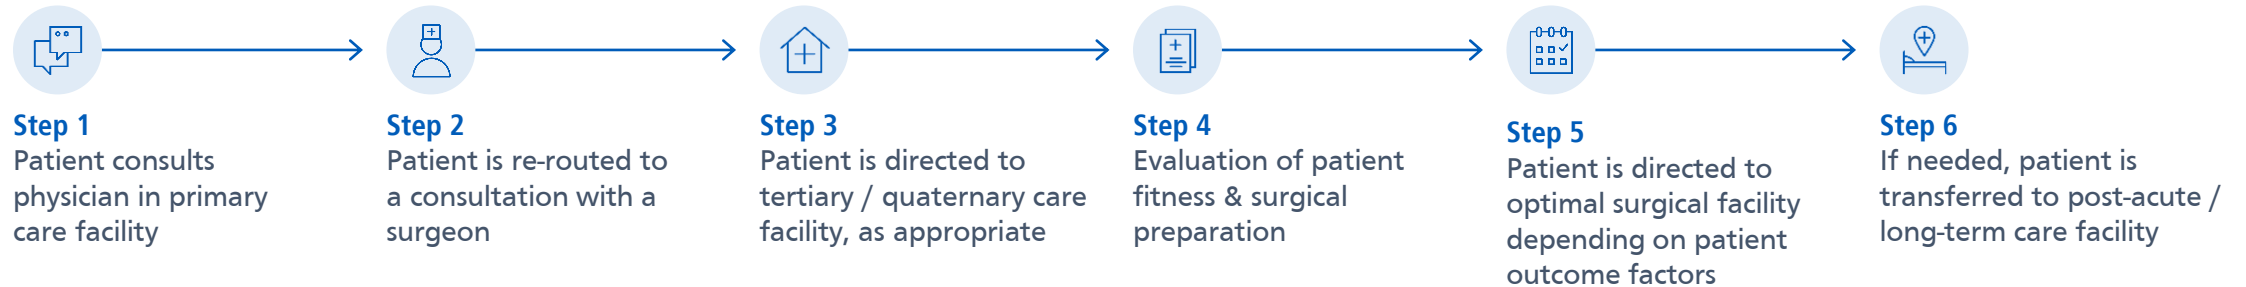 Step 1
Patient consults
physician in primary
care facility
Step 2
Patient is re-routed to
a consultation with a
surgeon
Step 3
Patient is directed to
tertiary / quaternary care
facility, as appropriate
Step 4
Evaluation of patient
fitness & surgical
preparation
Step 5
Patient is directed to
optimal surgical facility
depending on patient
outcome factors
Step 6
If needed, patient is
transferred to post-acute /
long-term care facility